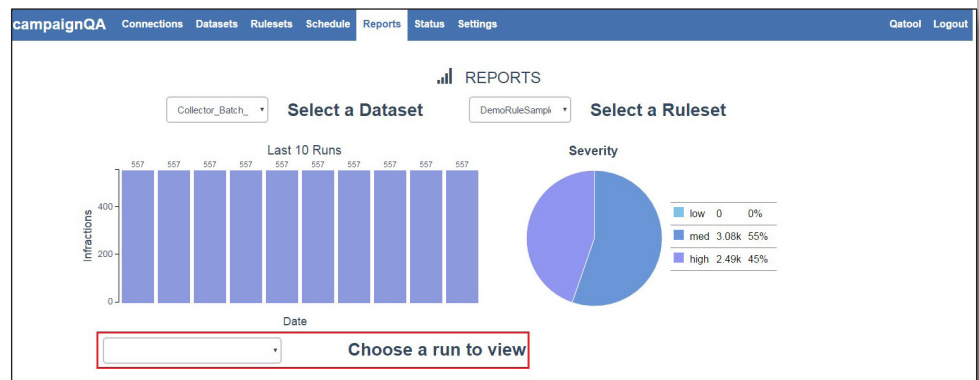 campaignQA Connections Datasets Rulesets Schedule Reports Status Settings Qatool Logout
REPORTS
Collector_Batch_ Select a Dataset DemoRuleSampl Select a Ruleset
Last 10 Runs
557 557 557 557 557 557 557 557 557 557
Infractions
400
200
0
Date
Severity
low 0 0%
med 3.08k 55%
high 2.49k 45%
Choose a run to view